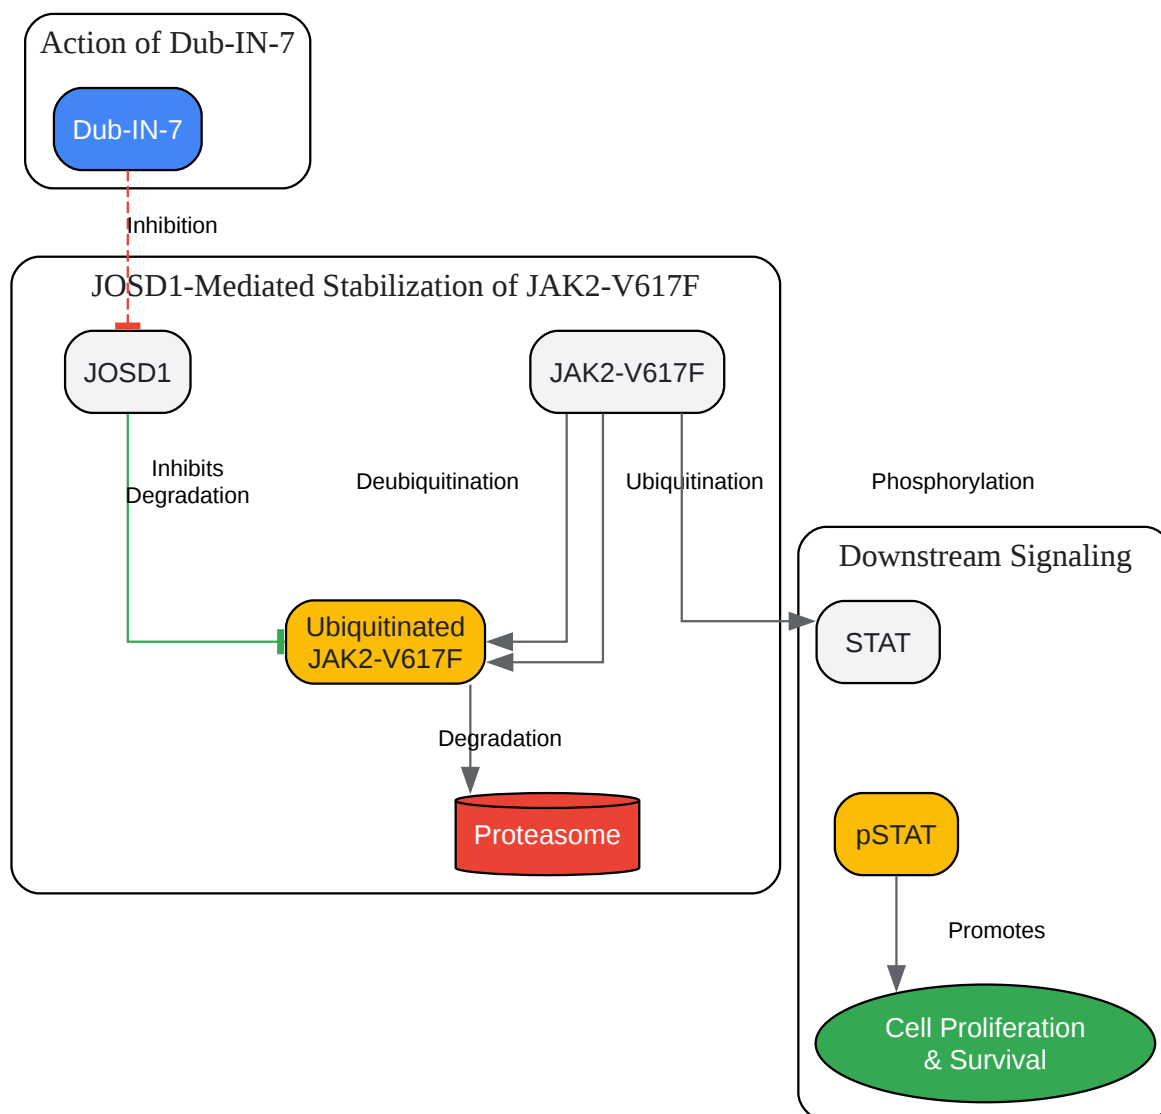 Action of Dub-IN-7
Dub-IN-7
Inhibition
JOSD1-Mediated Stabilization of JAK2-V617F
JOSD1
JAK2-V617F
Inhibits
Degradation
Deubiquitination
Ubiquitination
Phosphorylation
Downstream Signaling
Ubiquitinated
JAK2-V617F
STAT
Degradation
Proteasome
pSTAT
Promotes
Cell Proliferation
& Survival